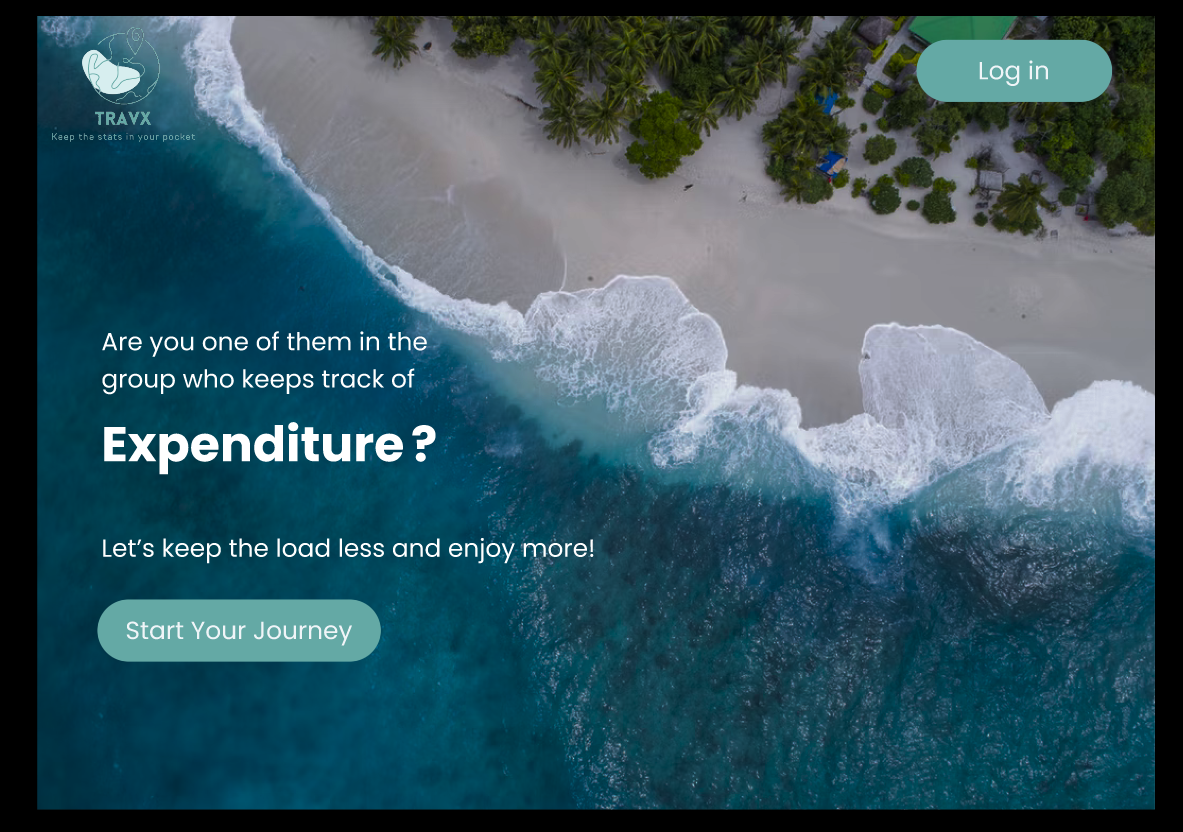 TRAVX
Keep the stats in your pocket
Log in
Are you one of them in the
group who keeps track of
Expenditure?
Let’s keep the load less and enjoy more!
Start Your Journey